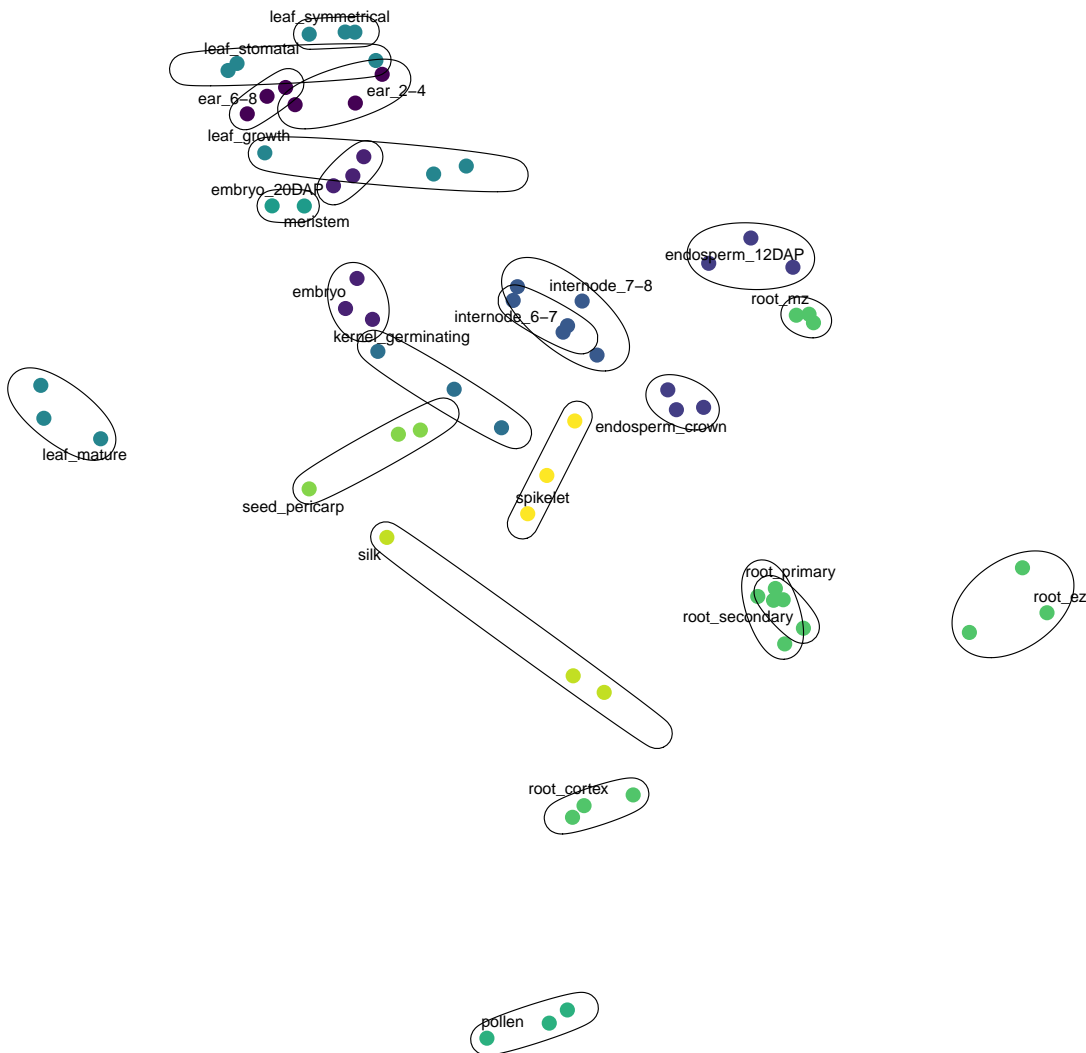 leaf_symmetrical
leaf_stomatal
ear_6−8
ear_2−4
leaf_growth
embryo_20DAP
meristem
endosperm_12DAP
embryo
internode_7−8
root_mz
internode_6−7
kernel_germinating
endosperm_crown
leaf_mature
spikelet
seed_pericarp
silk
root_primary
root_ez
root_secondary
root_cortex
pollen